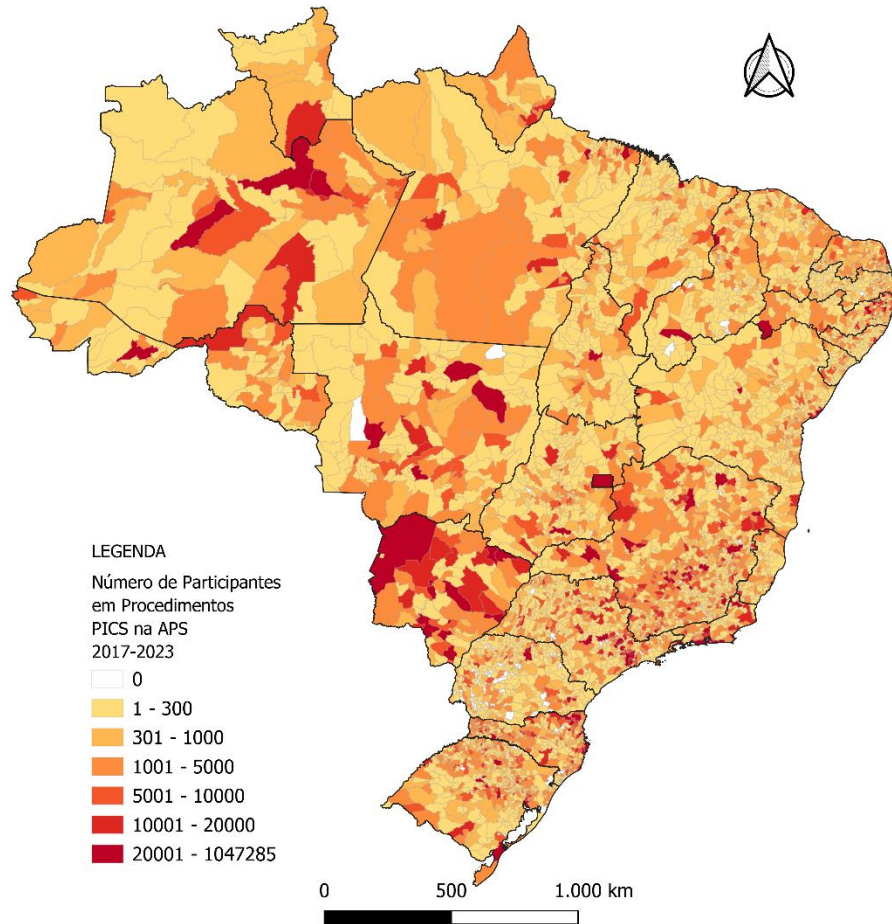 LEGENDA
Número de Participantes
em Procedimentos
PICS na APS
2017-2023
0
1 - 300
301 - 1000
1001 - 5000
5001 - 10000
10001 - 20000
20001 - 1047285
0 500 1.000 km